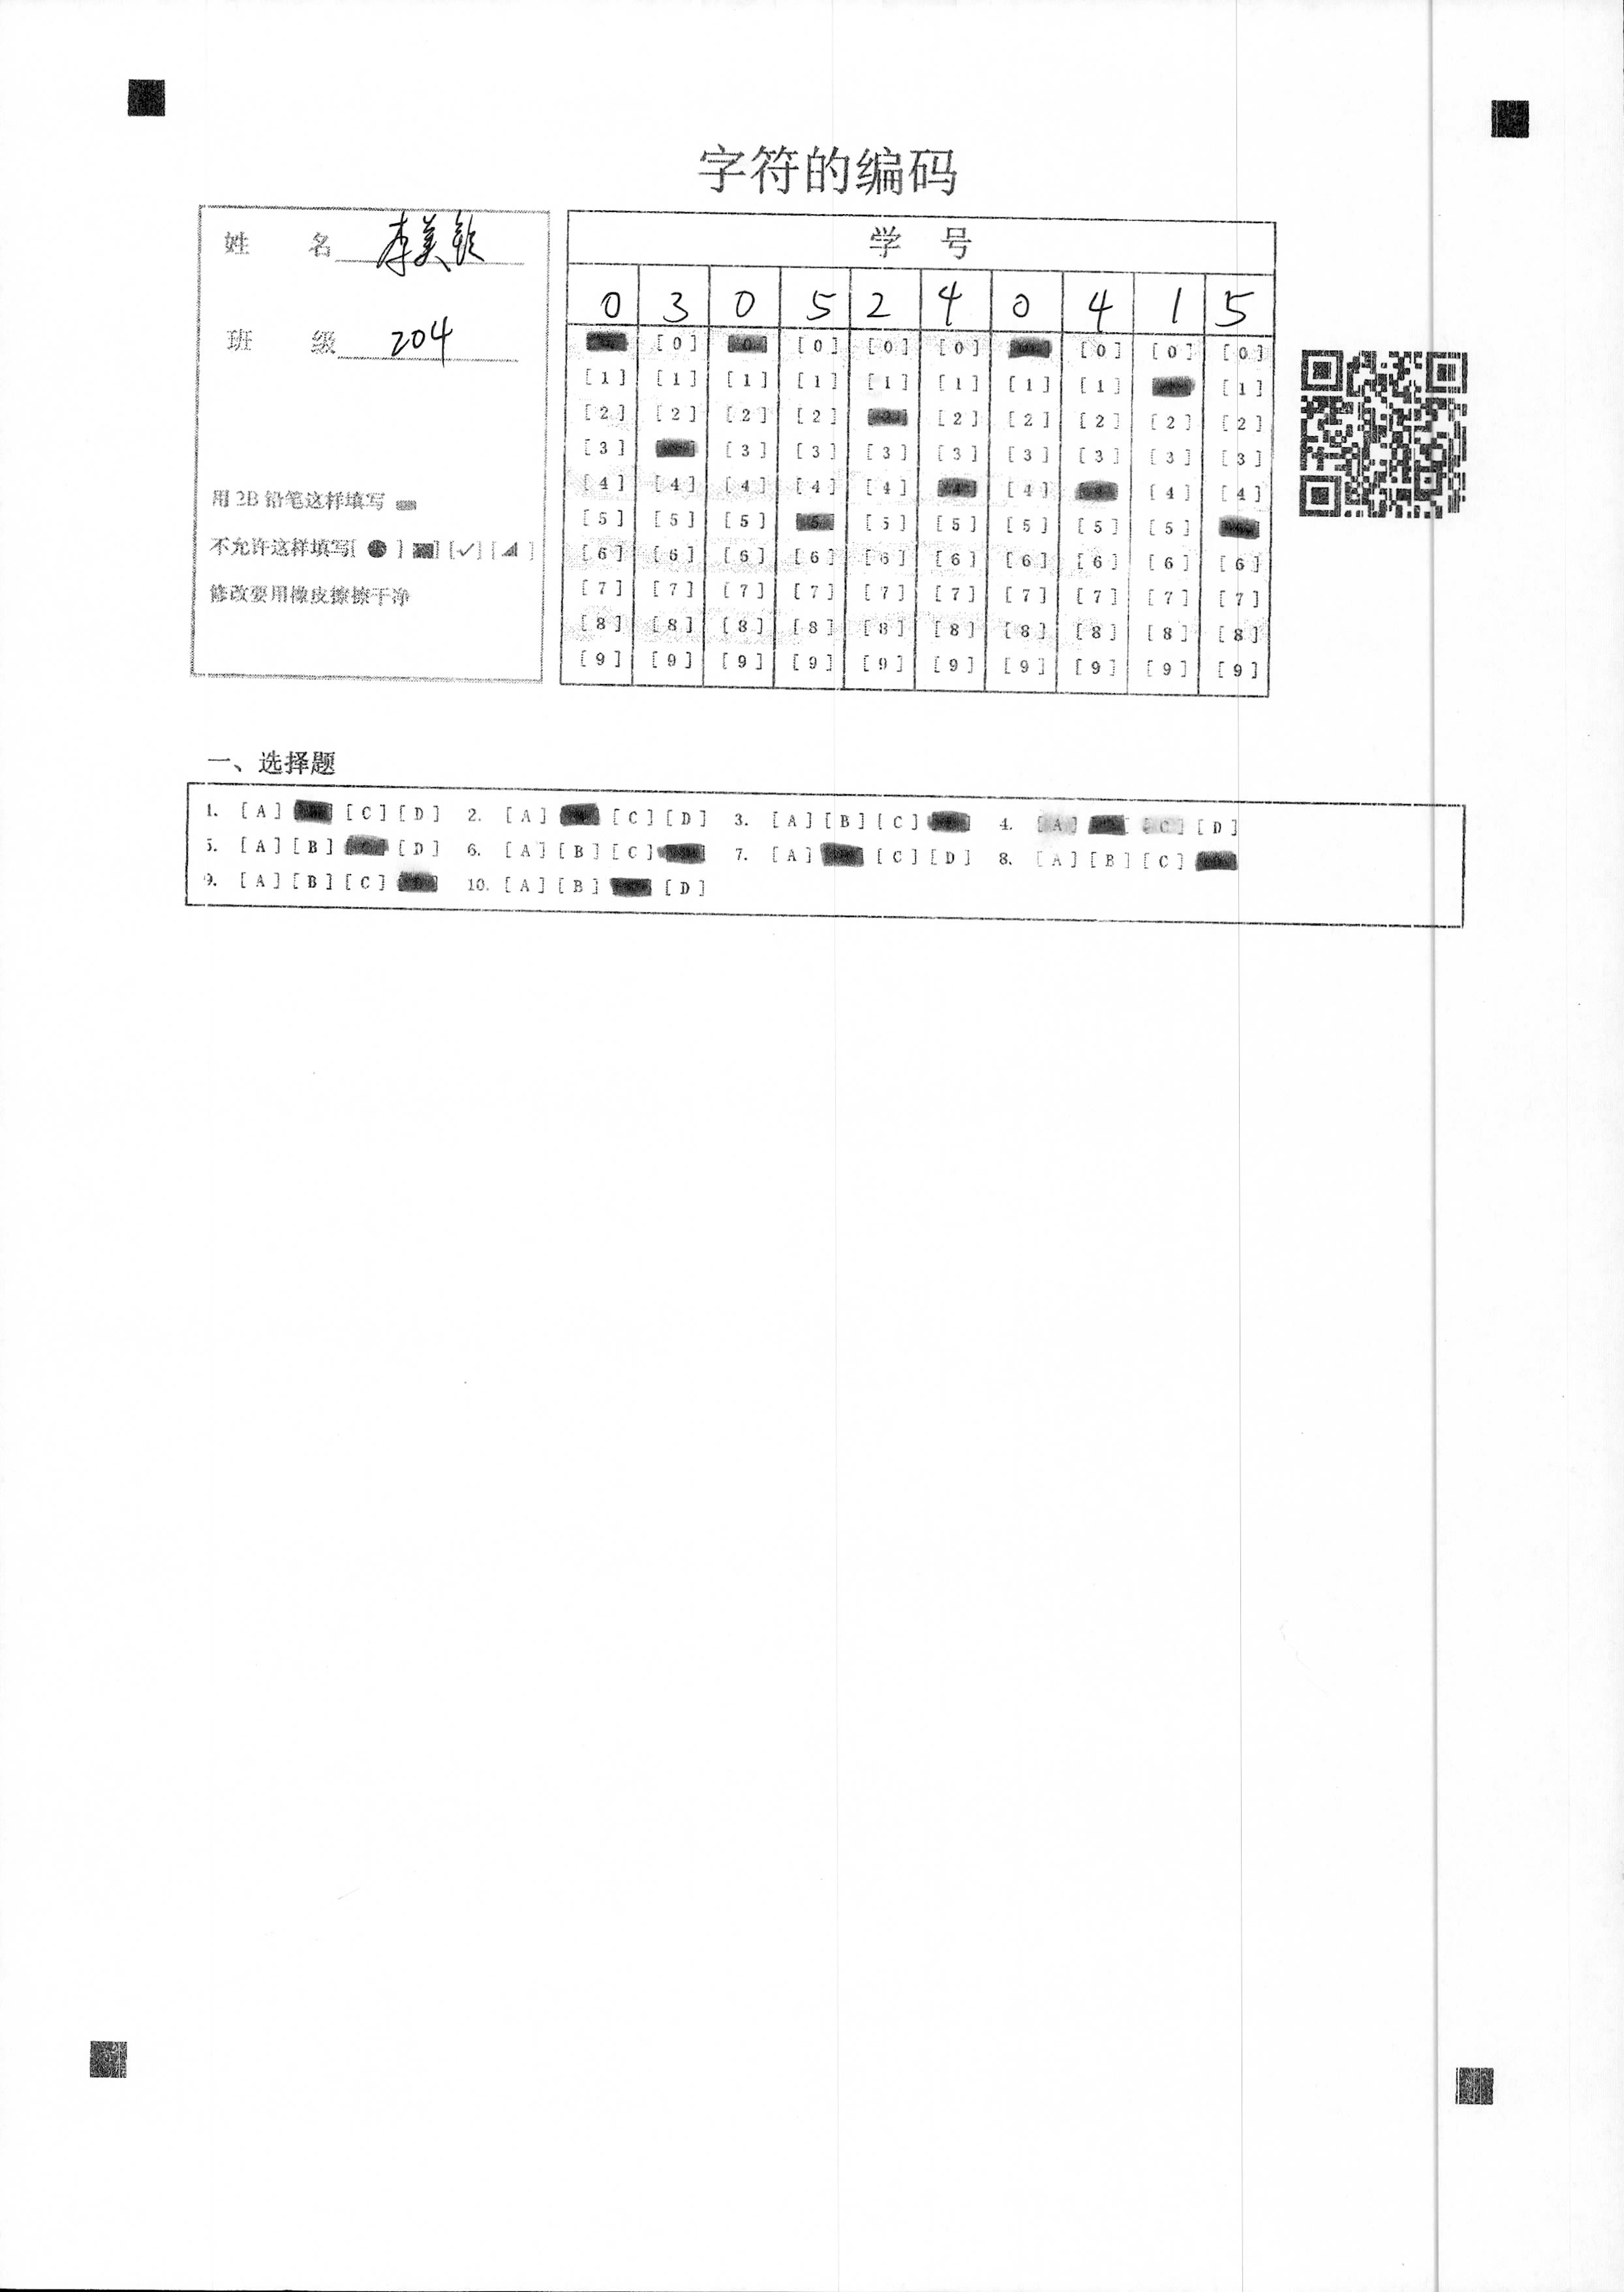 字符的编码
姓 名 李美
班 级 204
用 2B 铅笔这样填写
不允许这样填写[ ● ] [■] [✓] [◢ ]
修改要用橡皮擦擦干净
学 号
0 3 0 5 2 4 0 4 1 5
[0] [0] [0] [0] [0] [0] [0]
[1] [1] [1] [1] [1] [1] [1] [1] [1]
[2] [2] [2] [2] [2] [2] [2] [2] [2]
[3] [3] [3] [3] [3] [3] [3] [3] [3]
[4] [4] [4] [4] [4] [4] [4] [4] [4] [4]
[5] [5] [5] [5] [5] [5] [5] [5] [5]
[6] [6] [6] [6] [6] [6] [6] [6] [6] [6]
[7] [7] [7] [7] [7] [7] [7] [7] [7] [7]
[8] [8] [8] [8] [8] [8] [8] [8] [8] [8]
[9] [9] [9] [9] [9] [9] [9] [9] [9] [9]
一、选择题
1. [A] [C] [D] 2. [A] [C] [D] 3. [A] [B] [C] 4. [A] [C] [D]
5. [A] [B] [D] 6. [A] [B] [C] 7. [A] [C] [D] 8. [A] [B] [C]
9. [A] [B] [C] 10. [A] [B] [D]